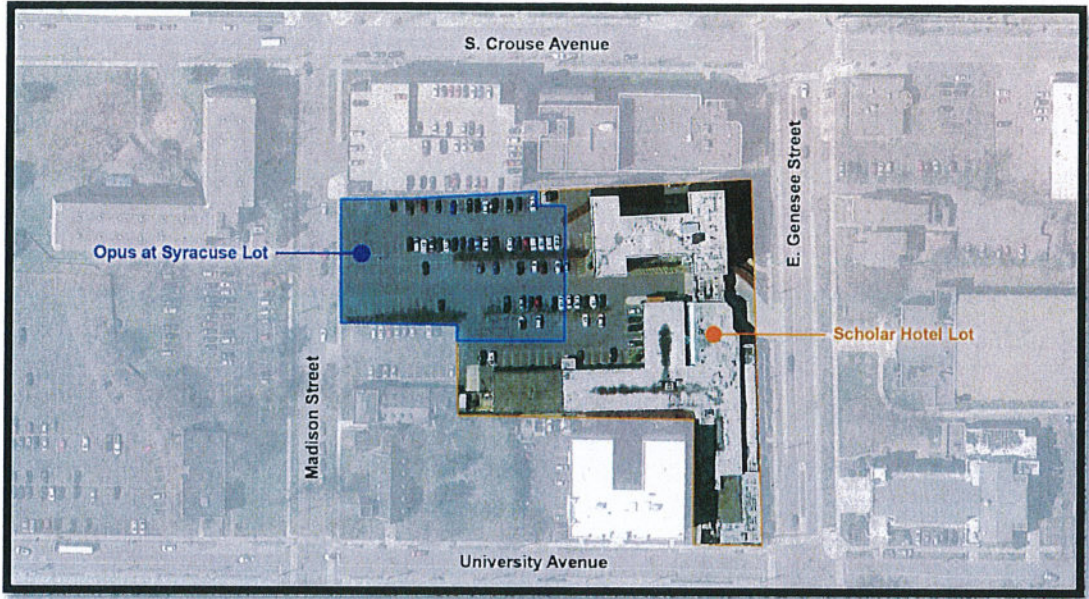 S. Crouse Avenue
E. Genesee Street
Opus at Syracuse Lot
Scholar Hotel Lot
Madison Street
University Avenue